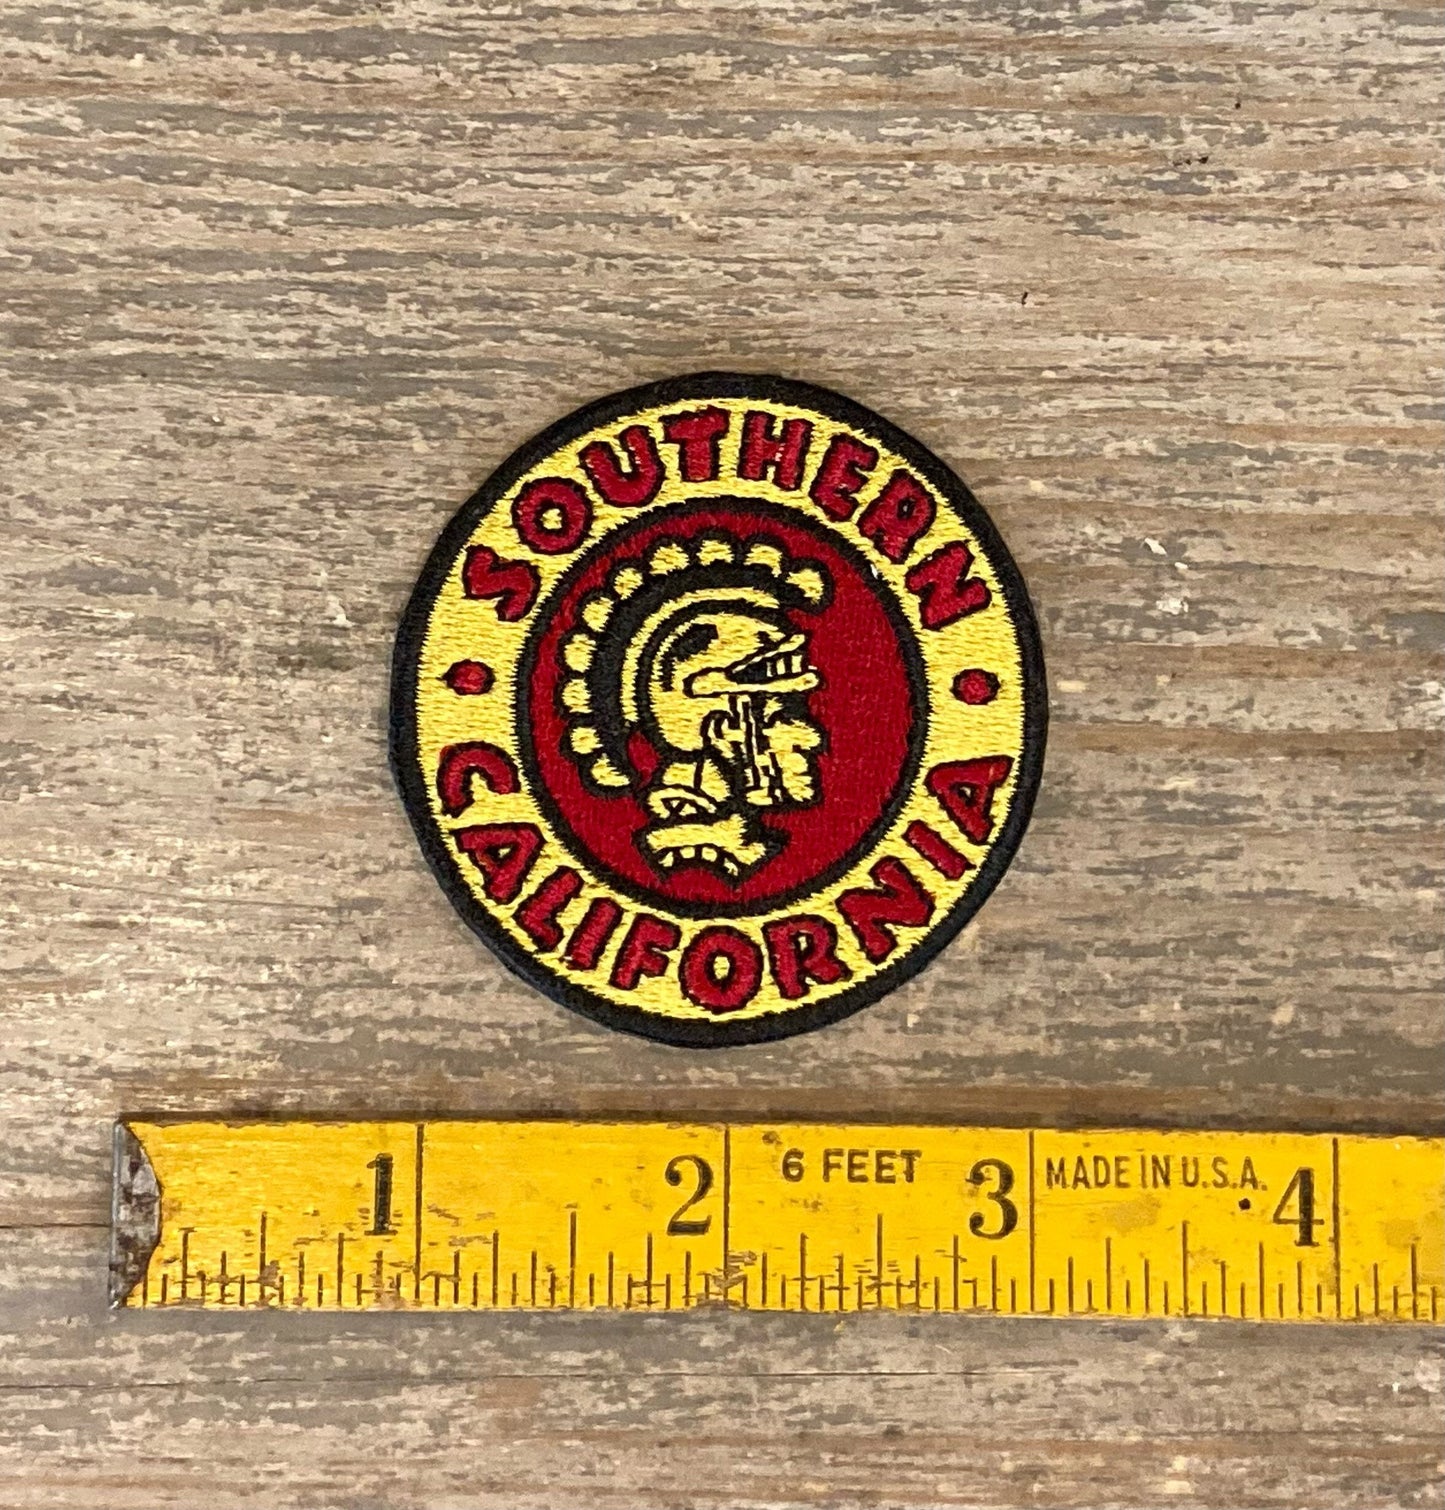 SOUTHERN
CALIFORNIA
1 2 6 FEET 3 MADE IN U.S.A. 4